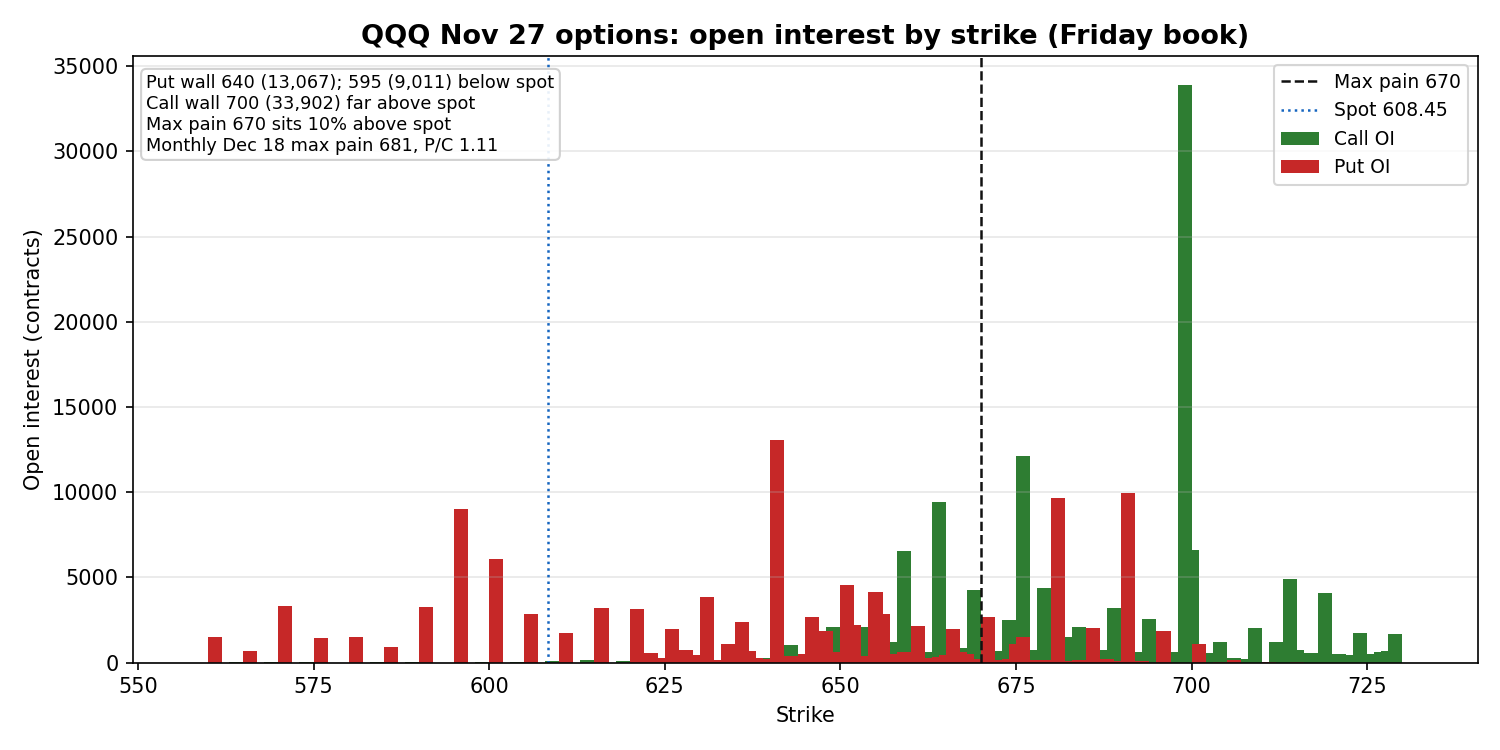 QQQ Nov 27 options: open interest by strike (Friday book)
Put wall 640 (13,067); 595 (9,011) below spot
Call wall 700 (33,902) far above spot
Max pain 670 sits 10% above spot
Monthly Dec 18 max pain 681, P/C 1.11
Max pain 670
Spot 608.45
Call OI
Put OI
Open interest (contracts)
35000
30000
25000
20000
15000
10000
5000
0
550
575
600
625
650
675
700
725
Strike